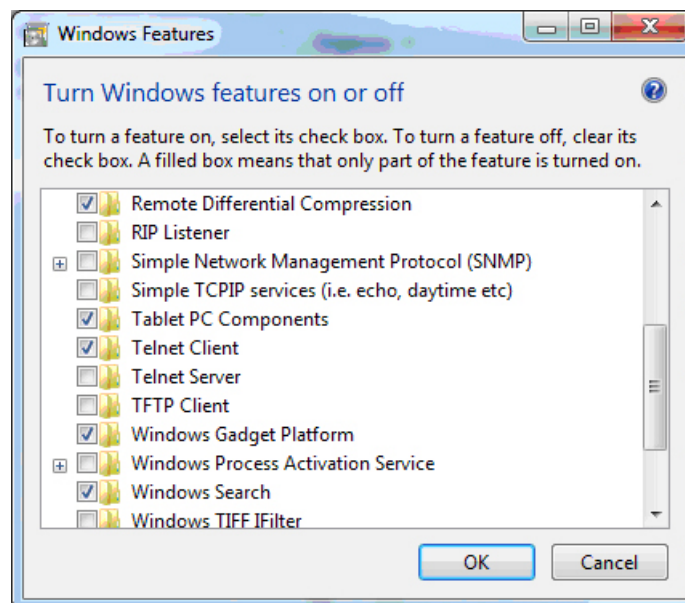 Windows Features
Turn Windows features on or off
To turn a feature on, select its check box. To turn a feature off, clear its
check box. A filled box means that only part of the feature is turned on.
Remote Differential Compression
RIP Listener
Simple Network Management Protocol (SNMP)
Simple TCPIP services (i.e. echo, daytime etc)
Tablet PC Components
Telnet Client
Telnet Server
TFTP Client
Windows Gadget Platform
Windows Process Activation Service
Windows Search
Windows TIFF IFilter
OK Cancel